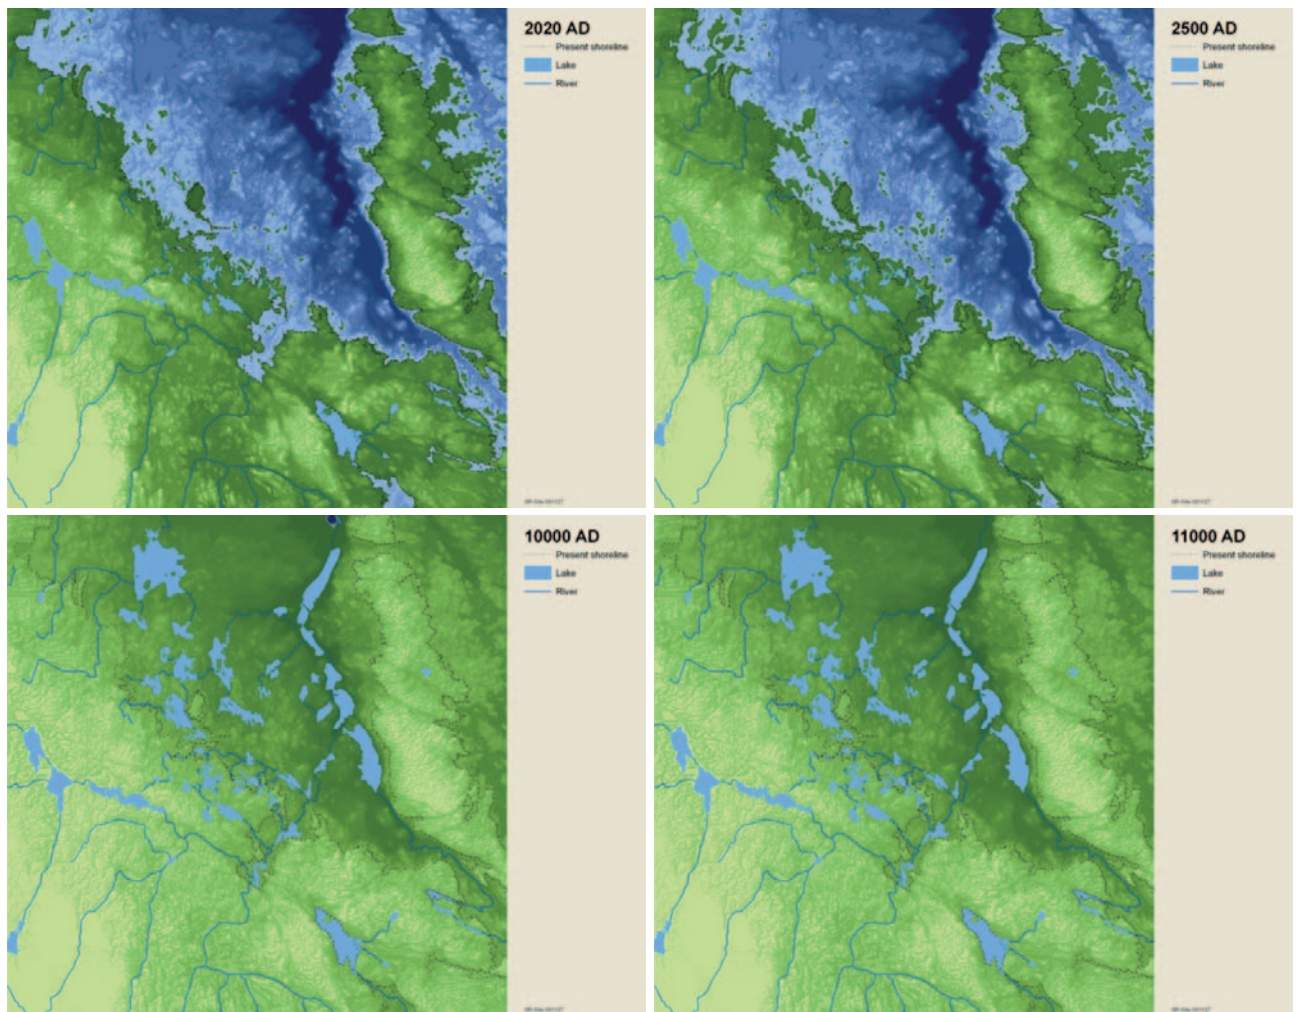 2020 AD
Present shoreline
Lake
River
2500 AD
Present shoreline
Lake
River
10000 AD
Present shoreline
Lake
River
11000 AD
Present shoreline
Lake
River